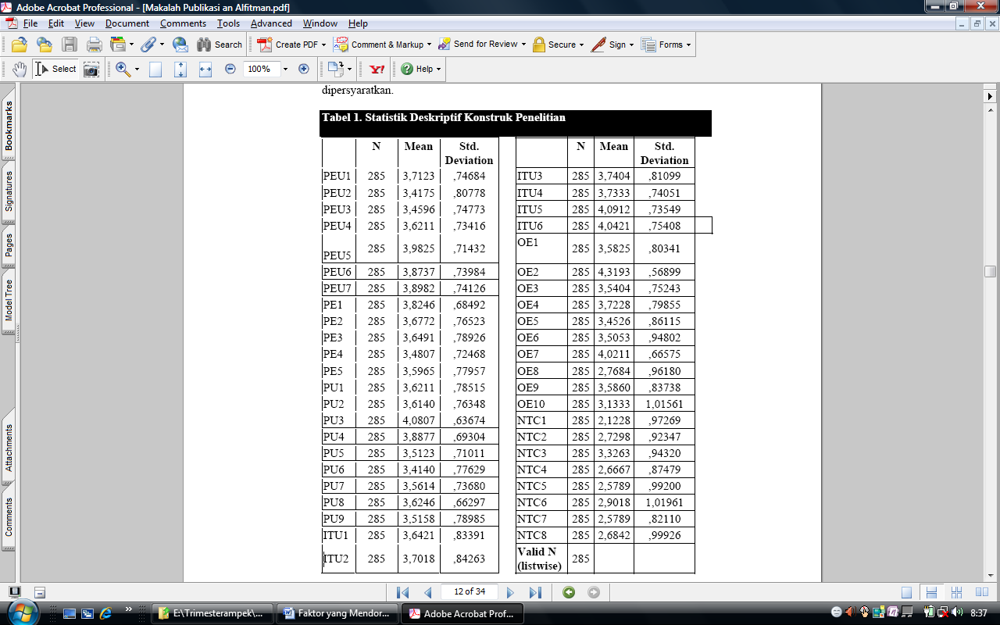 Adobe Acrobat Professional - [Makalah Publikasi an Alfitman.pdf]
File Edit View Document Comments Tools Advanced Window Help
Search Create PDF Comment & Markup Send for Review Secure Sign Forms
Select 100% Y! Help
Bookmarks
Signatures
Pages
Model Tree
Attachments
Comments
dipersyaratkan.
Tabel 1. Statistik Deskriptif Konstruk Penelitian
N Mean Std. Deviation
PEU1 285 3,7123 ,74684
PEU2 285 3,4175 ,80778
PEU3 285 3,4596 ,74773
PEU4 285 3,6211 ,73416
PEU5 285 3,9825 ,71432
PEU6 285 3,8737 ,73984
PEU7 285 3,8982 ,74126
PE1 285 3,8246 ,68492
PE2 285 3,6772 ,76523
PE3 285 3,6491 ,78926
PE4 285 3,4807 ,72468
PE5 285 3,5965 ,77957
PU1 285 3,6211 ,78515
PU2 285 3,6140 ,76348
PU3 285 4,0807 ,63674
PU4 285 3,8877 ,69304
PU5 285 3,5123 ,71011
PU6 285 3,4140 ,77629
PU7 285 3,5614 ,73680
PU8 285 3,6246 ,66297
PU9 285 3,5158 ,78985
ITU1 285 3,6421 ,83391
ITU2 285 3,7018 ,84263
N Mean Std. Deviation
ITU3 285 3,7404 ,81099
ITU4 285 3,7333 ,74051
ITU5 285 4,0912 ,73549
ITU6 285 4,0421 ,75408
OE1 285 3,5825 ,80341
OE2 285 4,3193 ,56899
OE3 285 3,5404 ,75243
OE4 285 3,7228 ,79855
OE5 285 3,4526 ,86115
OE6 285 3,5053 ,94802
OE7 285 4,0211 ,66575
OE8 285 2,7684 ,96180
OE9 285 3,5860 ,83738
OE10 285 3,1333 1,01561
NTC1 285 2,1228 ,97269
NTC2 285 2,7298 ,92347
NTC3 285 3,3263 ,94320
NTC4 285 2,6667 ,87479
NTC5 285 2,5789 ,99200
NTC6 285 2,9018 1,01961
NTC7 285 2,5789 ,82110
NTC8 285 2,6842 ,99926
Valid N (listwise) 285
12 of 34
E:\Trimesterampek\... Faktor yang Mendor... Adobe Acrobat Prof... 8:37